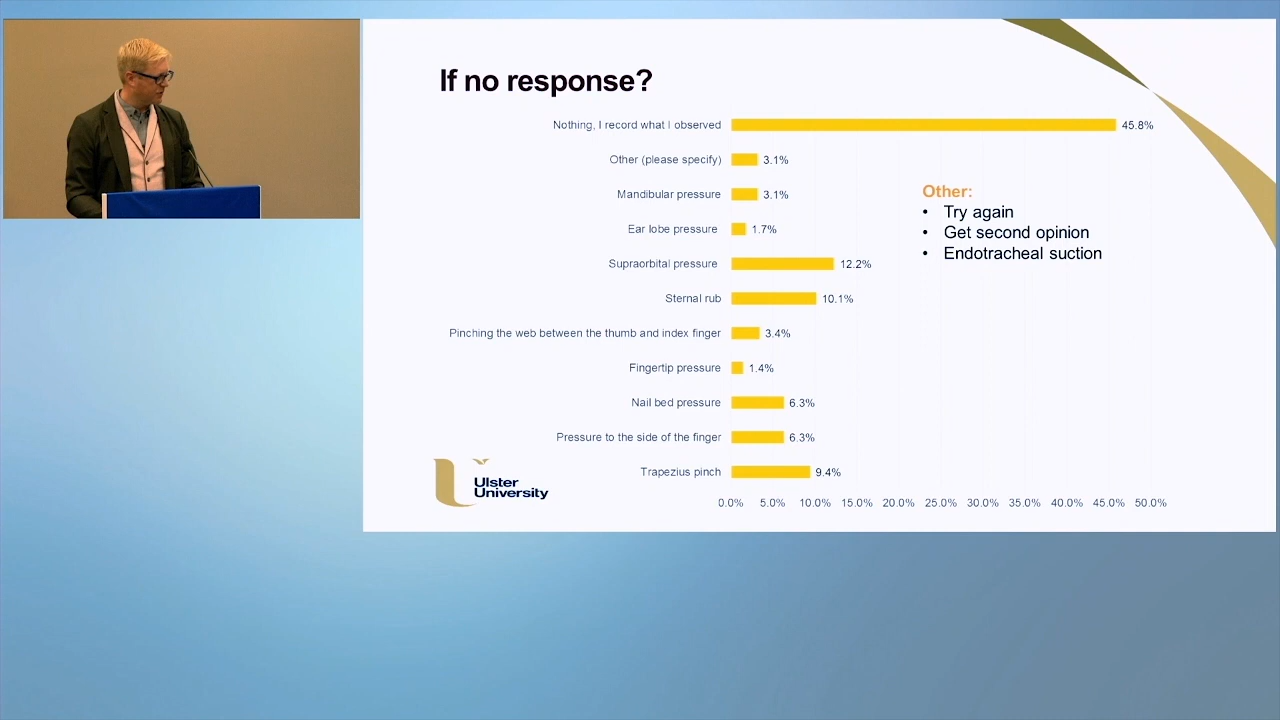 If no response?
Nothing, I record what I observed 45.8%
Other (please specify) 3.1%
Mandibular pressure 3.1%
Ear lobe pressure 1.7%
Supraorbital pressure 12.2%
Sternal rub 10.1%
Pinching the web between the thumb and index finger 3.4%
Fingertip pressure 1.4%
Nail bed pressure 6.3%
Pressure to the side of the finger 6.3%
Trapezius pinch 9.4%
0.0% 5.0% 10.0% 15.0% 20.0% 25.0% 30.0% 35.0% 40.0% 45.0% 50.0%
Other:
• Try again
• Get second opinion
• Endotracheal suction
Ulster
University